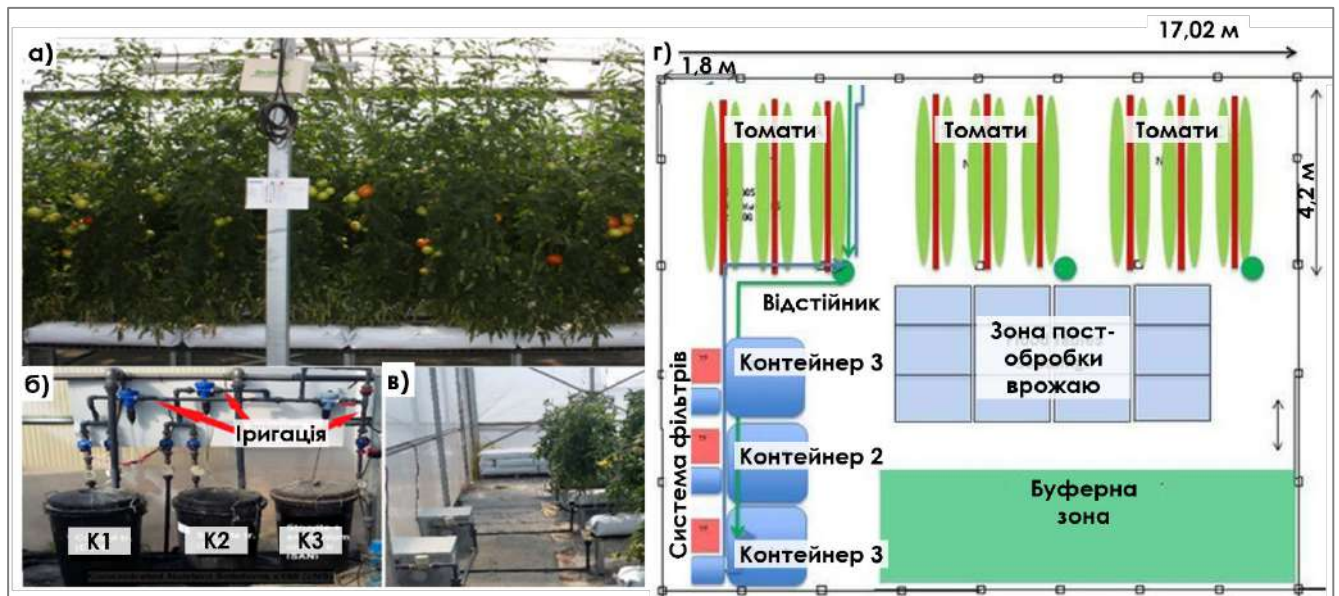 а)
б)
Іригація
К1
К2
К3
в)
г)
17,02 м
1,8 м
Томати
Томати
Томати
4,2 м
Відстійник
Зона пост-
обробки
врожаю
Контейнер 3
Контейнер 2
Контейнер 3
Система фільтрів
Буферна
зона